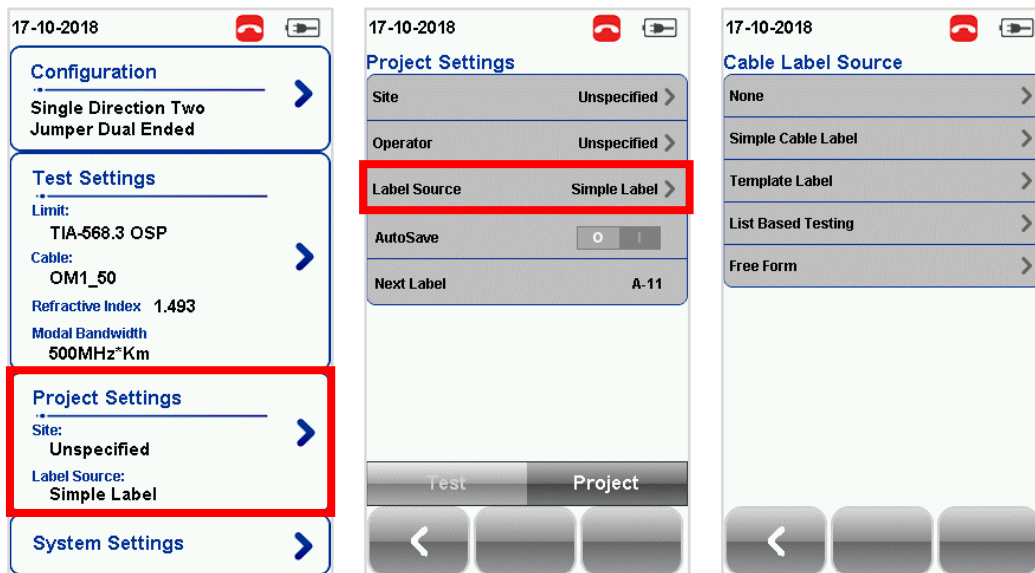 17-10-2018
Configuration
Single Direction Two
Jumper Dual Ended
Test Settings
Limit:
TIA-568.3 OSP
Cable:
OM1_50
Refractive Index 1.493
Modal Bandwidth
500MHz*Km
Project Settings
Site:
Unspecified
Label Source:
Simple Label
System Settings
17-10-2018
Project Settings
Site Unspecified
Operator Unspecified
Label Source Simple Label
AutoSave O I
Next Label A-11
Test Project
17-10-2018
Cable Label Source
None
Simple Cable Label
Template Label
List Based Testing
Free Form